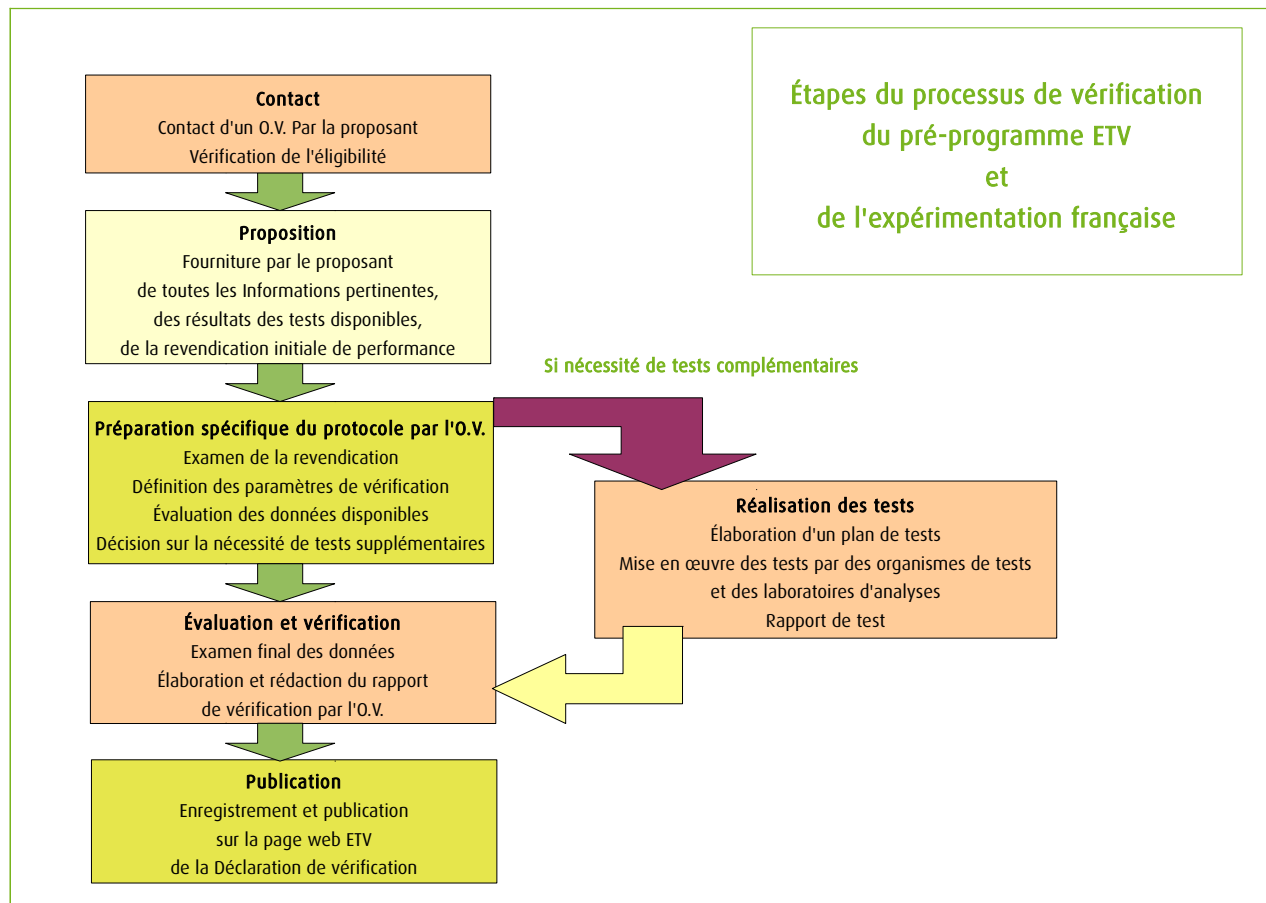 Étapes du processus de vérification
du pré-programme ETV
et
de l'expérimentation française
Contact
Contact d'un O.V. Par la proposant
Vérification de l'éligibilité
Proposition
Fourniture par le proposant
de toutes les Informations pertinentes,
des résultats des tests disponibles,
de la revendication initiale de performance
Si nécessité de tests complémentaires
Préparation spécifique du protocole par l'O.V.
Examen de la revendication
Définition des paramètres de vérification
Évaluation des données disponibles
Décision sur la nécessité de tests supplémentaires
Réalisation des tests
Élaboration d'un plan de tests
Mise en œuvre des tests par des organismes de tests
et des laboratoires d'analyses
Rapport de test
Évaluation et vérification
Examen final des données
Élaboration et rédaction du rapport
de vérification par l'O.V.
Publication
Enregistrement et publication
sur la page web ETV
de la Déclaration de vérification